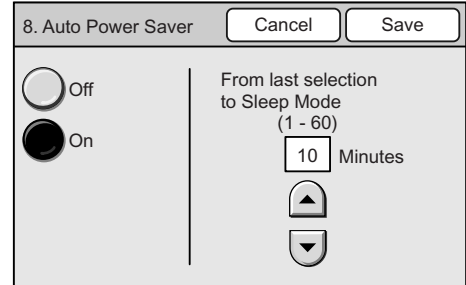 8. Auto Power Saver
Cancel
Save
Off
On
From last selection
to Sleep Mode
(1 - 60)
10 Minutes